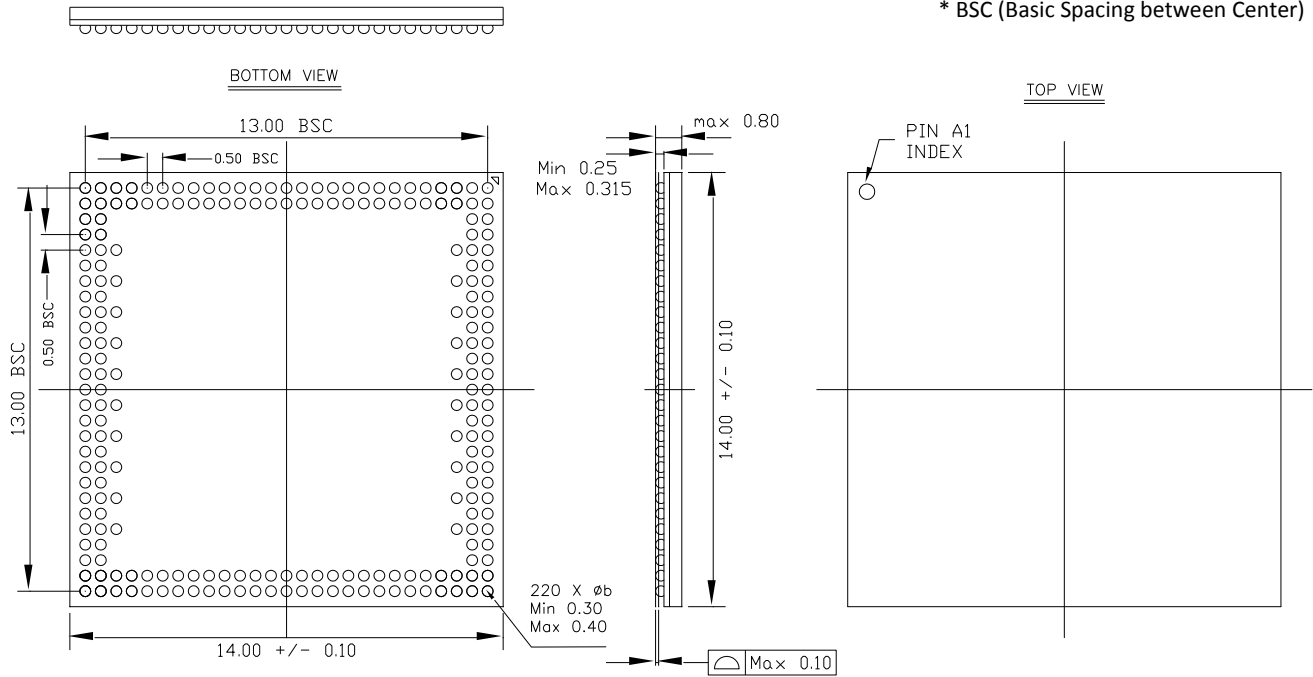 * BSC (Basic Spacing between Center)
BOTTOM VIEW
TOP VIEW
13.00 BSC
max 0.80
PIN A1
INDEX
0.50 BSC
Min 0.25
Max 0.315
0.50 BSC
13.00 BSC
14.00 +/- 0.10
220 X øb
Min 0.30
Max 0.40
14.00 +/- 0.10
Max 0.10